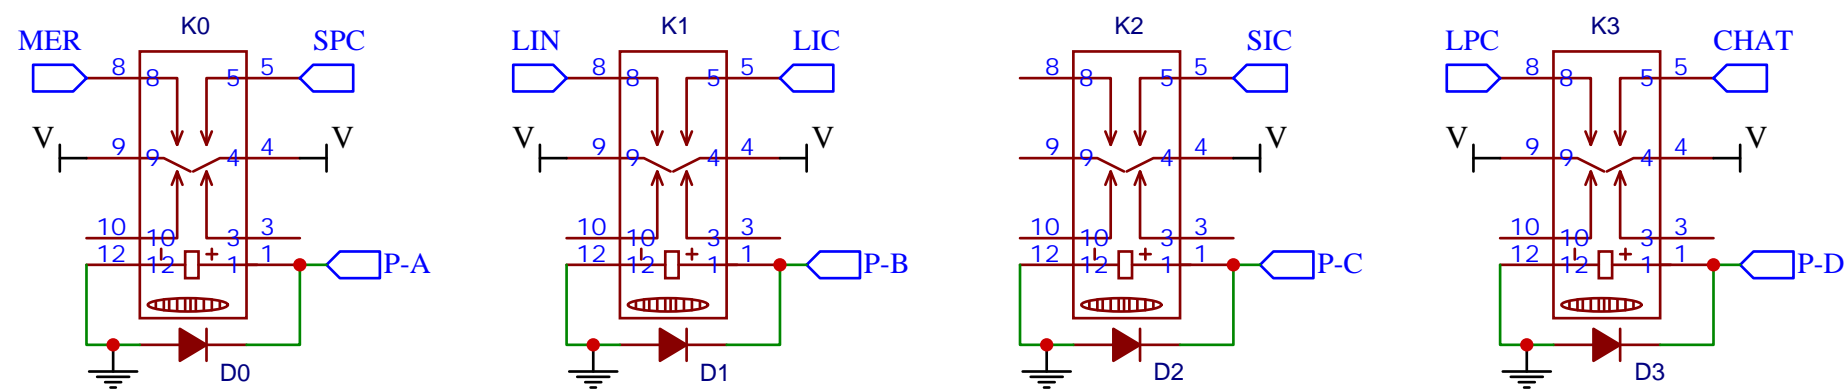 K0 K1 K2 K3
MER SPC LIN LIC SIC LPC CHAT
8 8 5 5 8 8 5 5 8 8 5 5 8 8 5 5
V V V V V V V
9 9 4 4 9 9 4 4 9 9 4 4 9 9 4 4
10 10 3 3 10 10 3 3 10 10 3 3 10 10 3 3
12 12 - + 1 1 P-A 12 12 - + 1 1 P-B 12 12 - + 1 1 P-C 12 12 - + 1 1 P-D
D0 D1 D2 D3